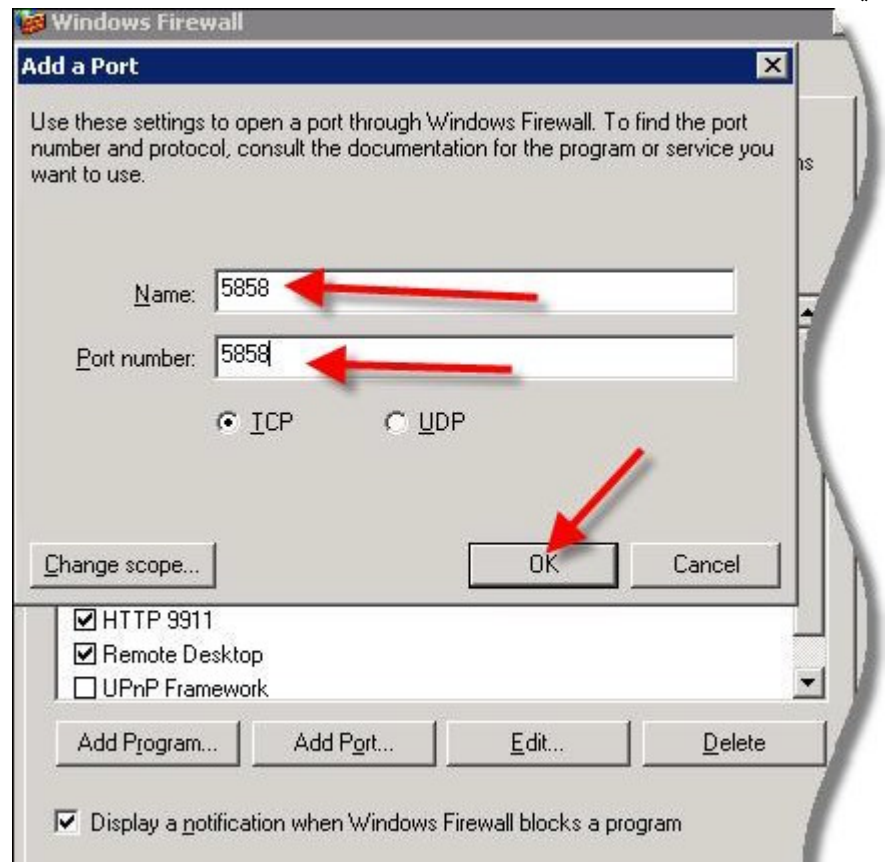 Windows Firewall
Add a Port
Use these settings to open a port through Windows Firewall. To find the port
number and protocol, consult the documentation for the program or service you
want to use.
Name: 5858
Port number: 5858
TCP UDP
Change scope... OK Cancel
HTTP 9911
Remote Desktop
UPnP Framework
Add Program... Add Port... Edit... Delete
Display a notification when Windows Firewall blocks a program